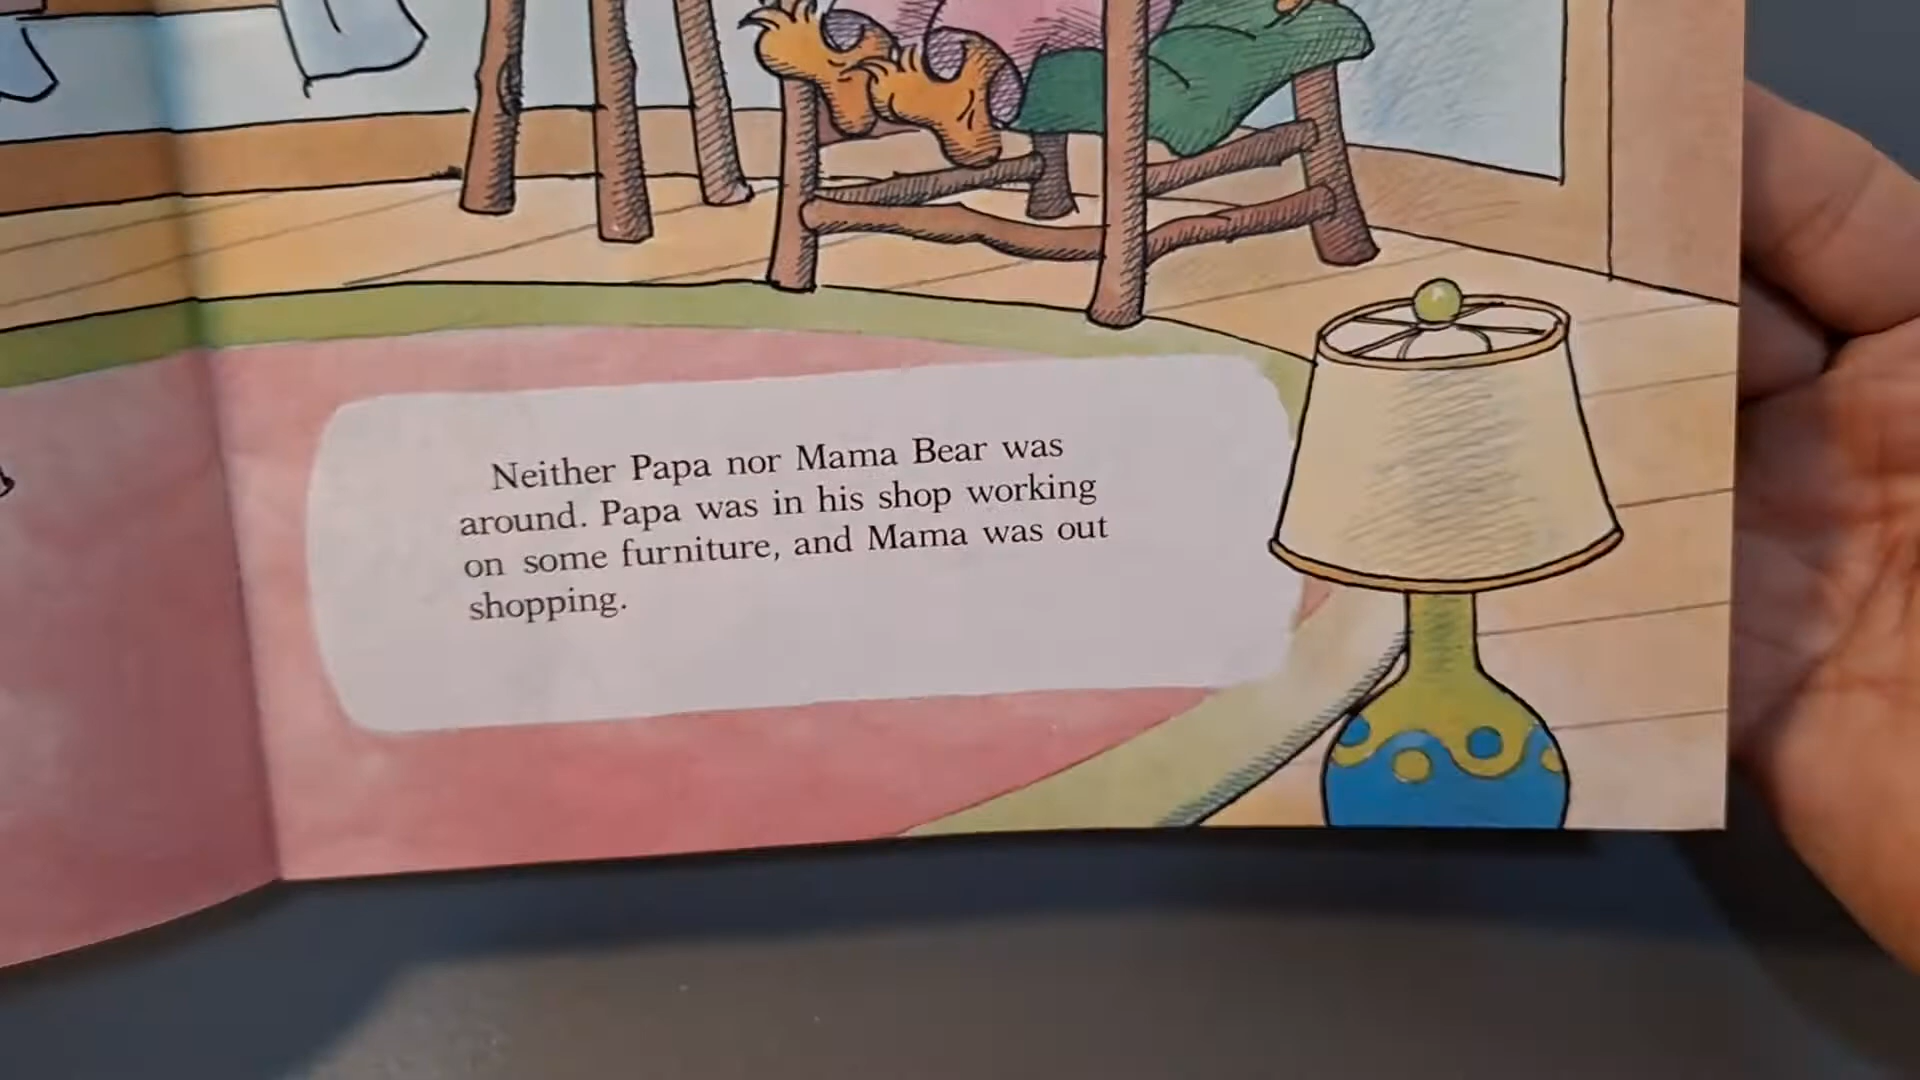 Neither Papa nor Mama Bear was
around. Papa was in his shop working
on some furniture, and Mama was out
shopping.